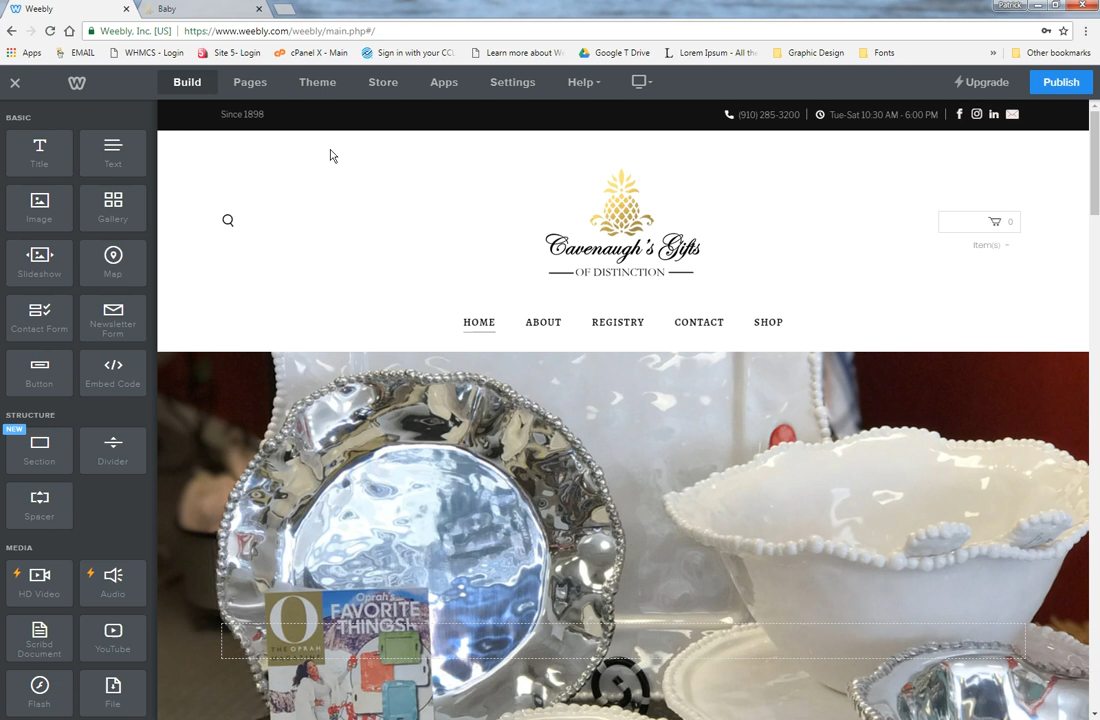 Weebly
Baby
Patrick
Weebly, Inc. [US]
https://www.weebly.com/weebly/main.php#/
Apps
EMAIL
WHMCS - Login
Site 5- Login
cPanel X - Main
Sign in with your CCL
Learn more about We
Google T Drive
Lorem Ipsum - All the
Graphic Design
Fonts
»
Other bookmarks
Build
Pages
Theme
Store
Apps
Settings
Help
Upgrade
Publish
BASIC
Title
Text
Image
Gallery
Slideshow
Map
Contact Form
Newsletter
Form
Button
Embed Code
STRUCTURE
NEW
Section
Divider
Spacer
MEDIA
HD Video
Audio
Scribd
Document
YouTube
Flash
File
Since 1898
(910) 285-3200
Tue-Sat 10:30 AM - 6:00 PM
Cavenaugh's Gifts
OF DISTINCTION
0
Item(s)
HOME
ABOUT
REGISTRY
CONTACT
SHOP
O
THE OPRAH
Oprah's
FAVORITE
THINGS!